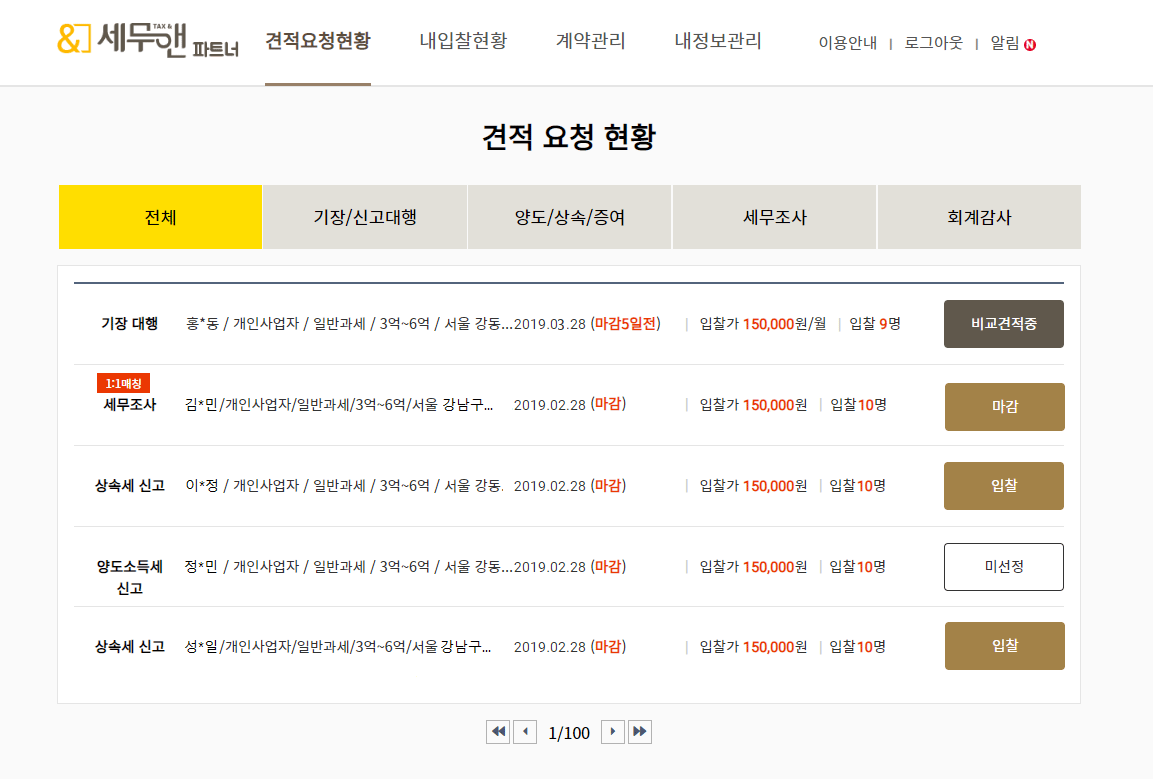 &] 세무TAX &앤 파트너
견적요청현황 내입찰현황 계약관리 내정보관리 이용안내 | 로그아웃 | 알림 N
견적 요청 현황
전체 기장/신고대행 양도/상속/증여 세무조사 회계감사
기장 대행 홍*동 / 개인사업자 / 일반과세 / 3억~6억 / 서울 강동... 2019.03.28 (마감5일전) | 입찰가 150,000원/월 | 입찰 9명 비교견적중
1:1매칭
세무조사 김*민/개인사업자/일반과세/3억~6억/서울 강남구... 2019.02.28 (마감) | 입찰가 150,000원 | 입찰10명 마감
상속세 신고 이*정 / 개인사업자 / 일반과세 / 3억~6억 / 서울 강동. 2019.02.28 (마감) | 입찰가 150,000원 | 입찰10명 입찰
양도소득세 정*민 / 개인사업자 / 일반과세 / 3억~6억 / 서울 강동... 2019.02.28 (마감) | 입찰가 150,000원 | 입찰10명 미선정
신고
상속세 신고 성*일/개인사업자/일반과세/3억~6억/서울 강남구... 2019.02.28 (마감) | 입찰가 150,000원 | 입찰10명 입찰
1/100